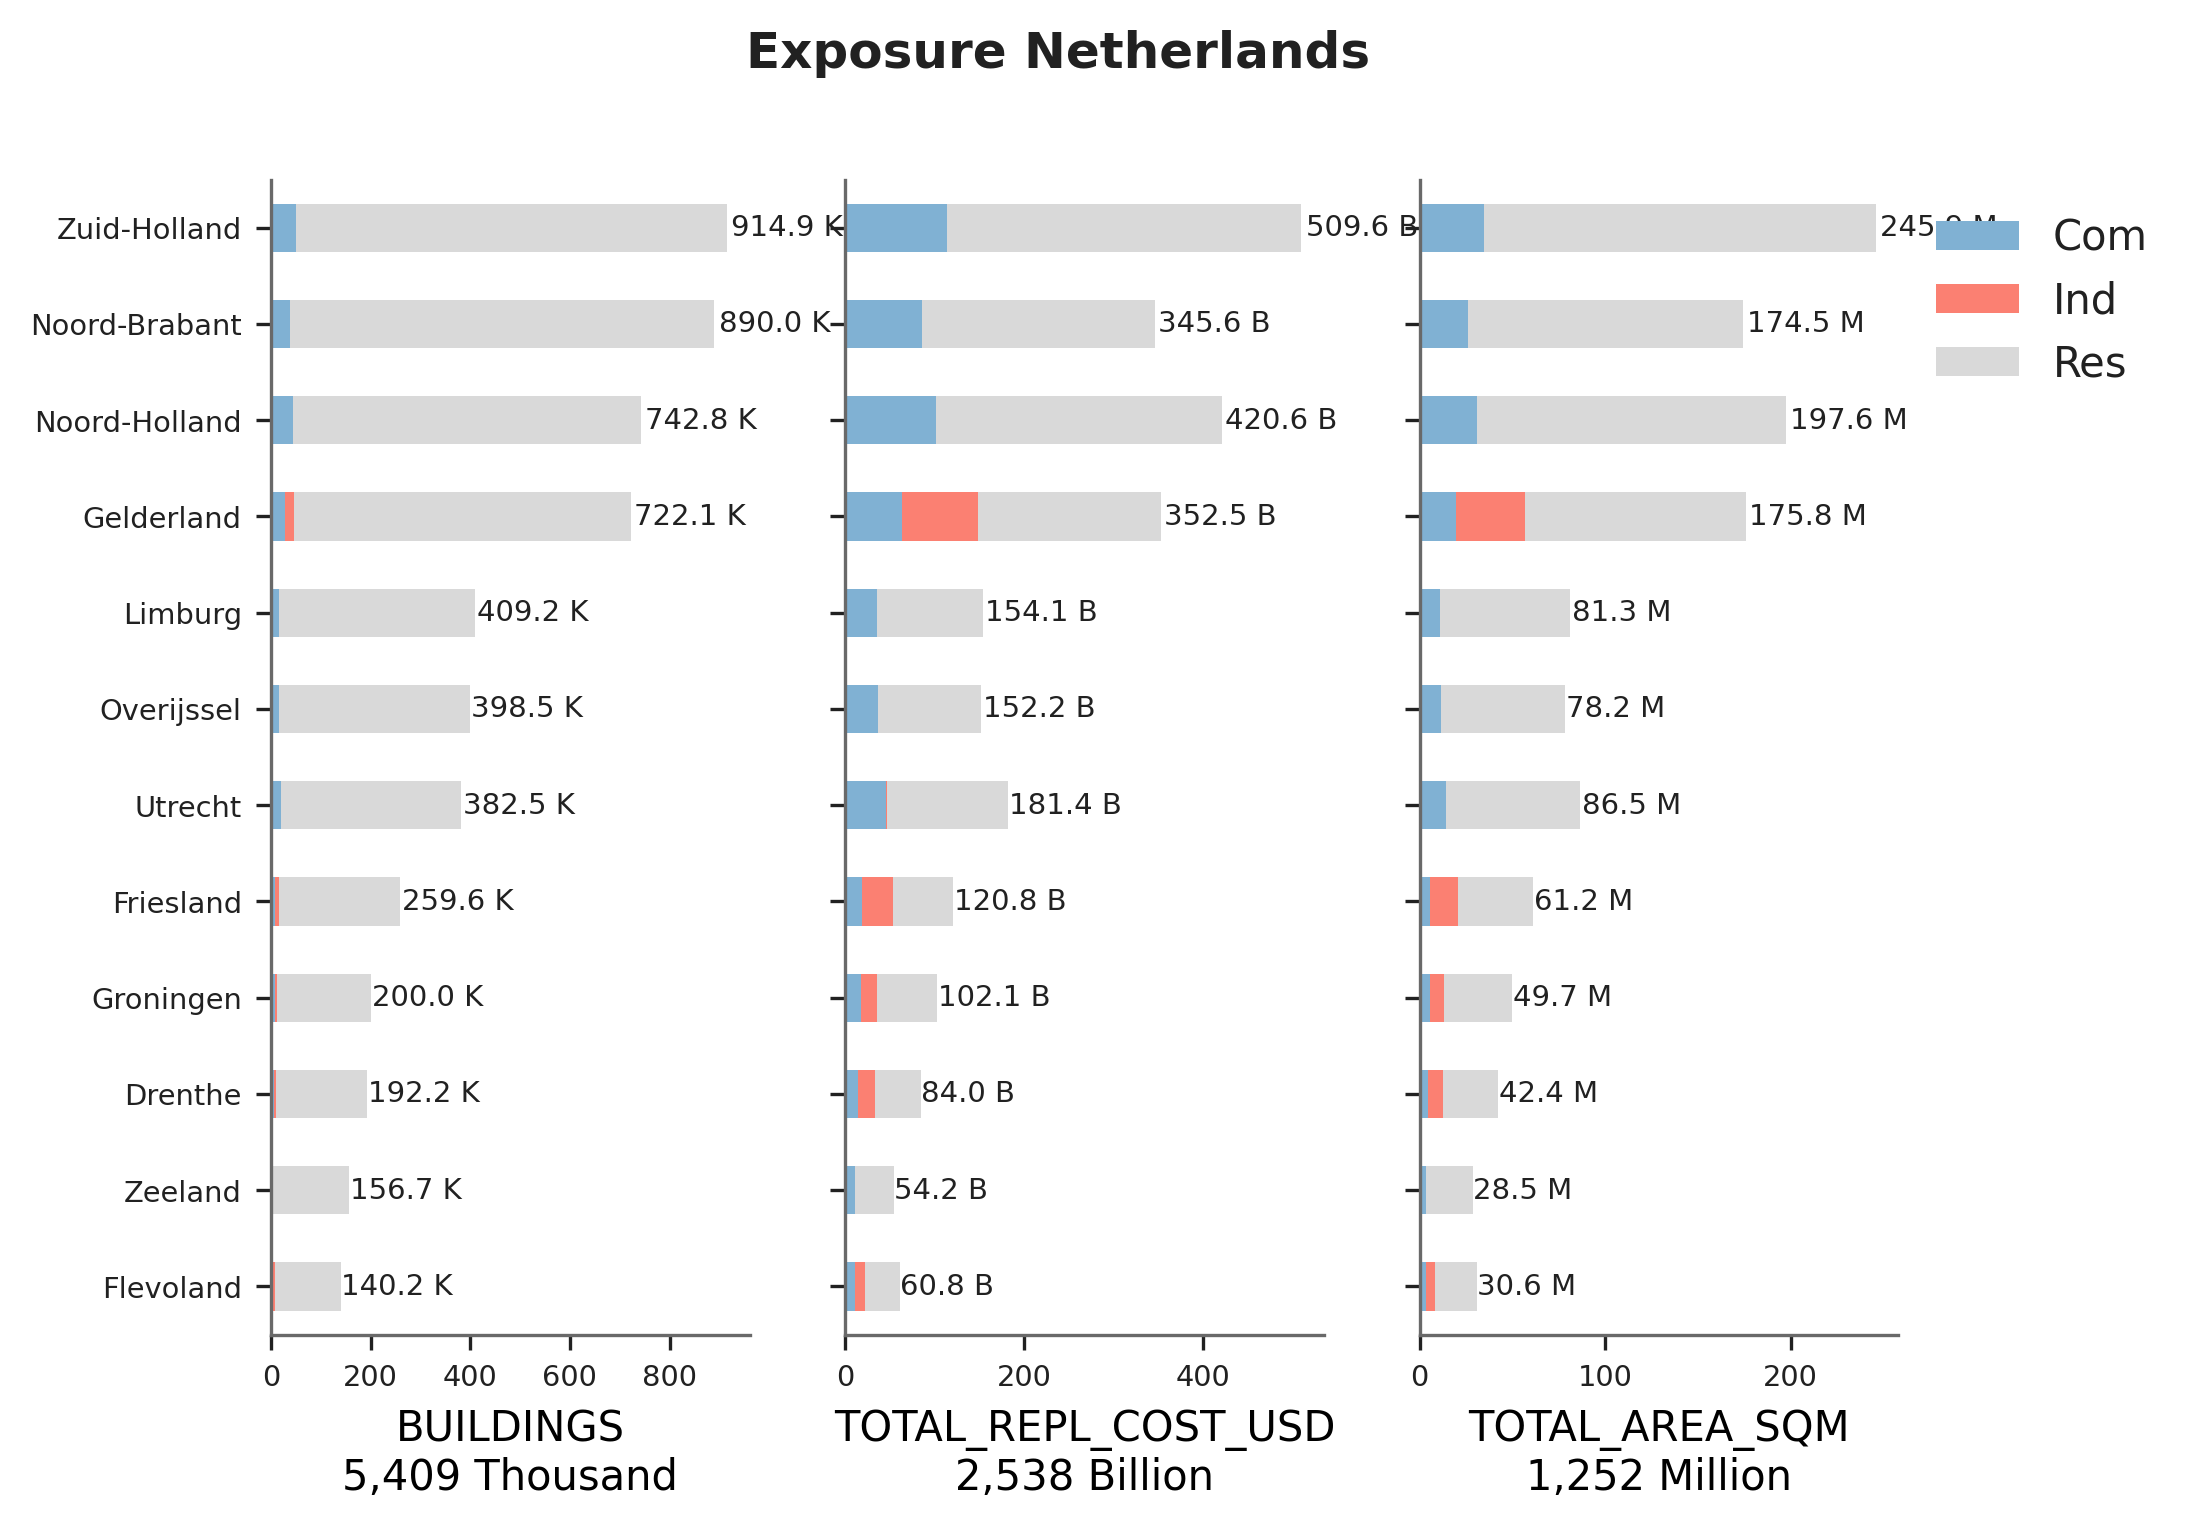 Exposure Netherlands
Zuid-Holland
Noord-Brabant
Noord-Holland
Gelderland
Limburg
Overijssel
Utrecht
Friesland
Groningen
Drenthe
Zeeland
Flevoland
914.9 K
890.0 K
742.8 K
722.1 K
409.2 K
398.5 K
382.5 K
259.6 K
200.0 K
192.2 K
156.7 K
140.2 K
0 200 400 600 800
BUILDINGS
5,409 Thousand
509.6 B
345.6 B
420.6 B
352.5 B
154.1 B
152.2 B
181.4 B
120.8 B
102.1 B
84.0 B
54.2 B
60.8 B
0 200 400
TOTAL_REPL_COST_USD
2,538 Billion
174.5 M
197.6 M
175.8 M
81.3 M
78.2 M
86.5 M
61.2 M
49.7 M
42.4 M
28.5 M
30.6 M
0 100 200
TOTAL_AREA_SQM
1,252 Million
Com
Ind
Res